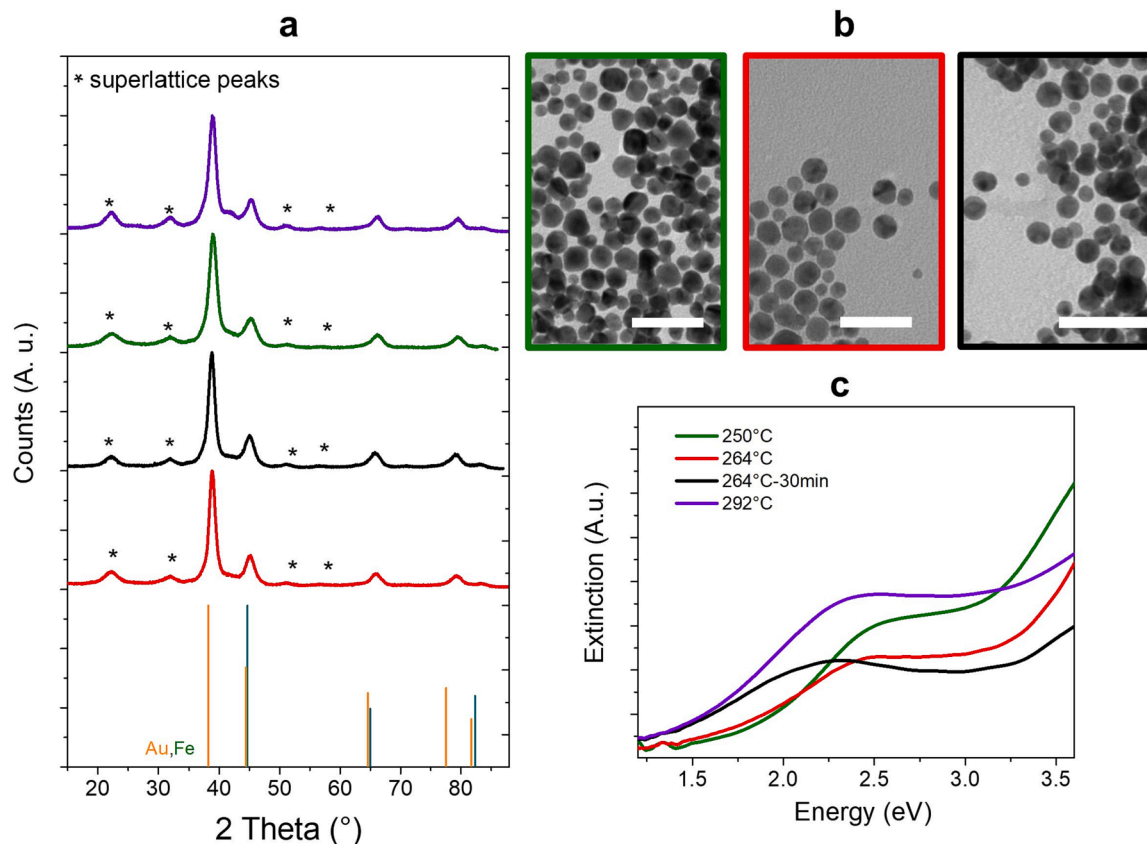 a
* superlattice peaks
* * * *
* * * *
* * * *
* * * *
Au,Fe
Counts (A. u.)
20 30 40 50 60 70 80
2 Theta (°)
b
c
250°C
264°C
264°C-30min
292°C
Extinction (A.u.)
1.5 2.0 2.5 3.0 3.5
Energy (eV)